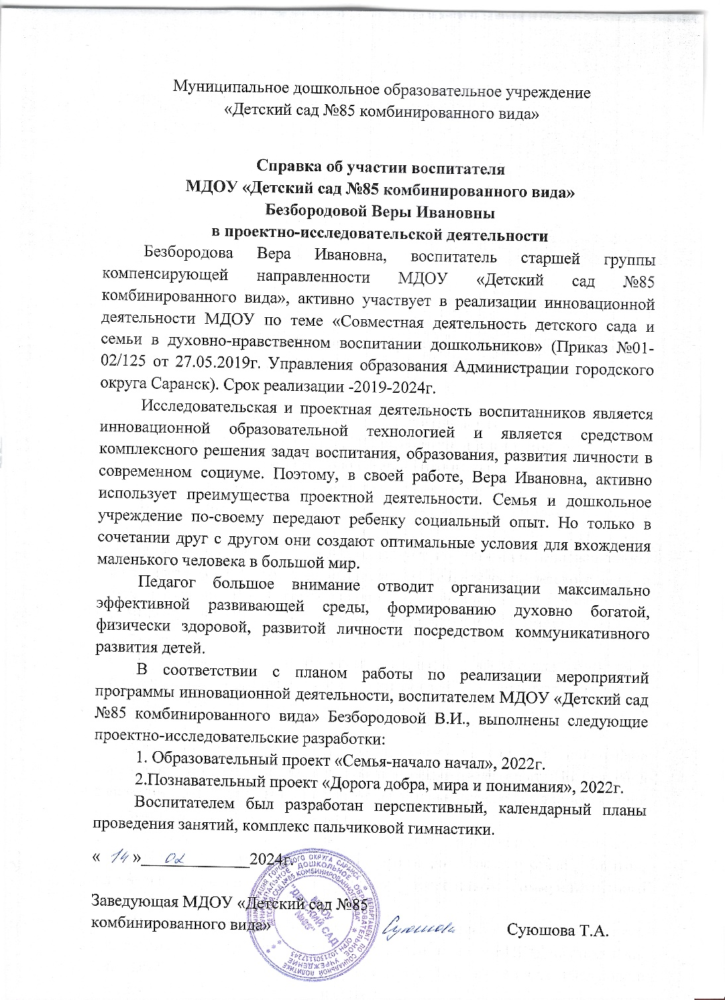 Муниципальное дошкольное образовательное учреждение
«Детский сад №85 комбинированного вида»
Справка об участии воспитателя
МДОУ «Детский сад №85 комбинированного вида»
Безбородовой Веры Ивановны
в проектно-исследовательской деятельности
Безбородова Вера Ивановна, воспитатель старшей группы
компенсирующей направленности МДОУ «Детский сад №85
комбинированного вида», активно участвует в реализации инновационной
деятельности МДОУ по теме «Совместная деятельность детского сада и
семьи в духовно-нравственном воспитании дошкольников» (Приказ №01-
02/125 от 27.05.2019г. Управления образования Администрации городского
округа Саранск). Срок реализации -2019-2024г.
Исследовательская и проектная деятельность воспитанников является
инновационной образовательной технологией и является средством
комплексного решения задач воспитания, образования, развития личности в
современном социуме. Поэтому, в своей работе, Вера Ивановна, активно
использует преимущества проектной деятельности. Семья и дошкольное
учреждение по-своему передают ребенку социальный опыт. Но только в
сочетании друг с другом они создают оптимальные условия для вхождения
маленького человека в большой мир.
Педагог большое внимание отводит организации максимально
эффективной развивающей среды, формированию духовно богатой,
физически здоровой, развитой личности посредством коммуникативного
развития детей.
В соответствии с планом работы по реализации мероприятий
программы инновационной деятельности, воспитателем МДОУ «Детский сад
№85 комбинированного вида» Безбородовой В.И., выполнены следующие
проектно-исследовательские разработки:
1. Образовательный проект «Семья-начало начал», 2022г.
2.Познавательный проект «Дорога добра, мира и понимания», 2022г.
Воспитателем был разработан перспективный, календарный планы
проведения занятий, комплекс пальчиковой гимнастики.
« 14 »___02___2024г.
Заведующая МДОУ «Детский сад №85
комбинированного вида» Суюшова Суюшова Т.А.
МДОУ
"ДЕТСКИЙ САД
№85"